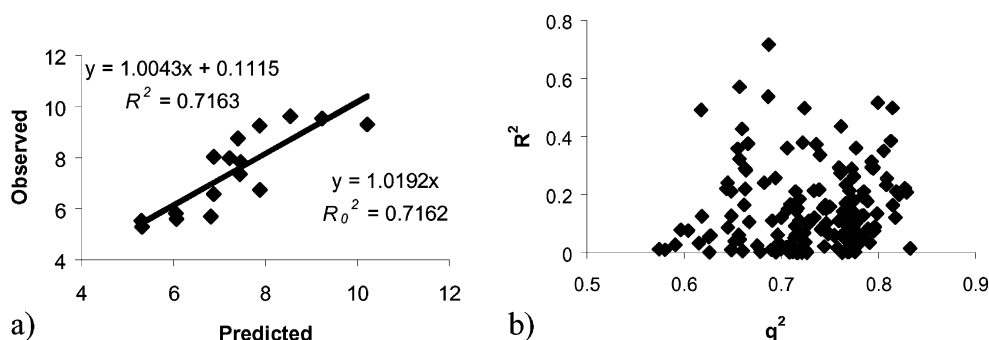 12
10
8
6
4
4
6
8
10
12
Observed
Predicted
y = 1.0043x + 0.1115
R² = 0.7163
y = 1.0192x
R₀² = 0.7162
a)
0.8
0.6
0.4
0.2
0
0.5
0.6
0.7
0.8
0.9
R²
q²
b)